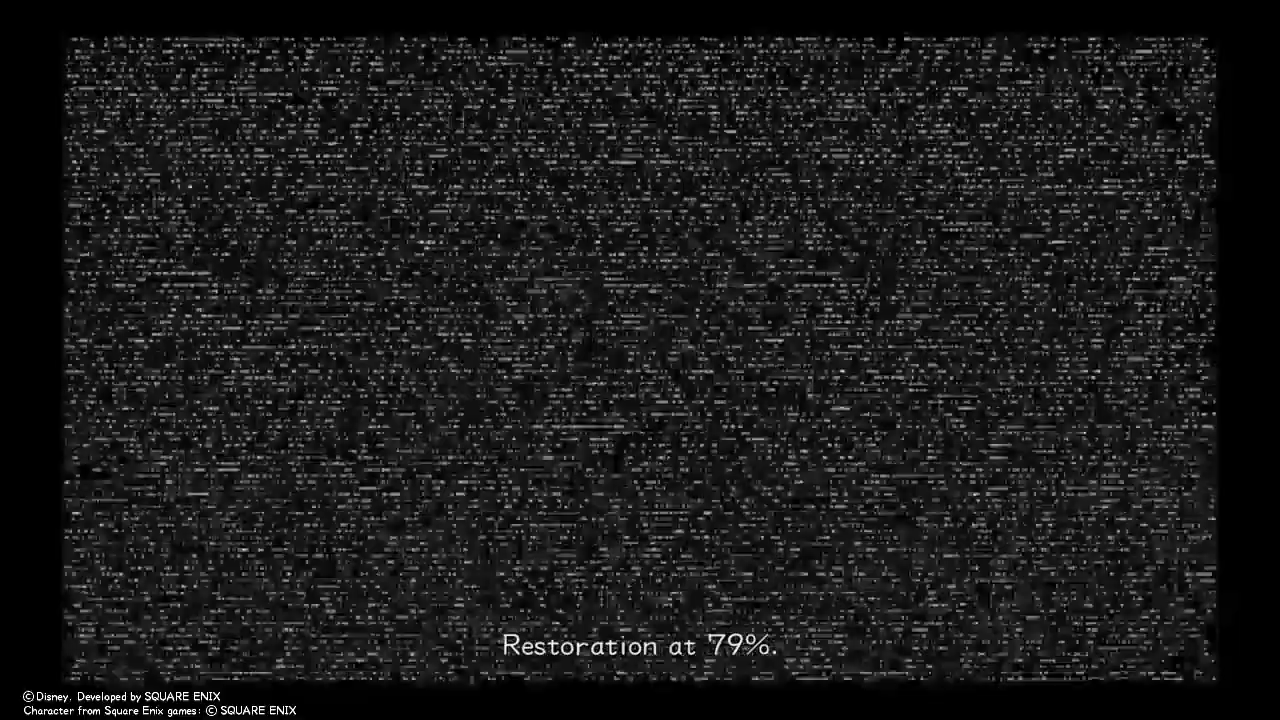 Restoration at 79%.
©Disney. Developed by SQUARE ENIX
Character from Square Enix games: © SQUARE ENIX